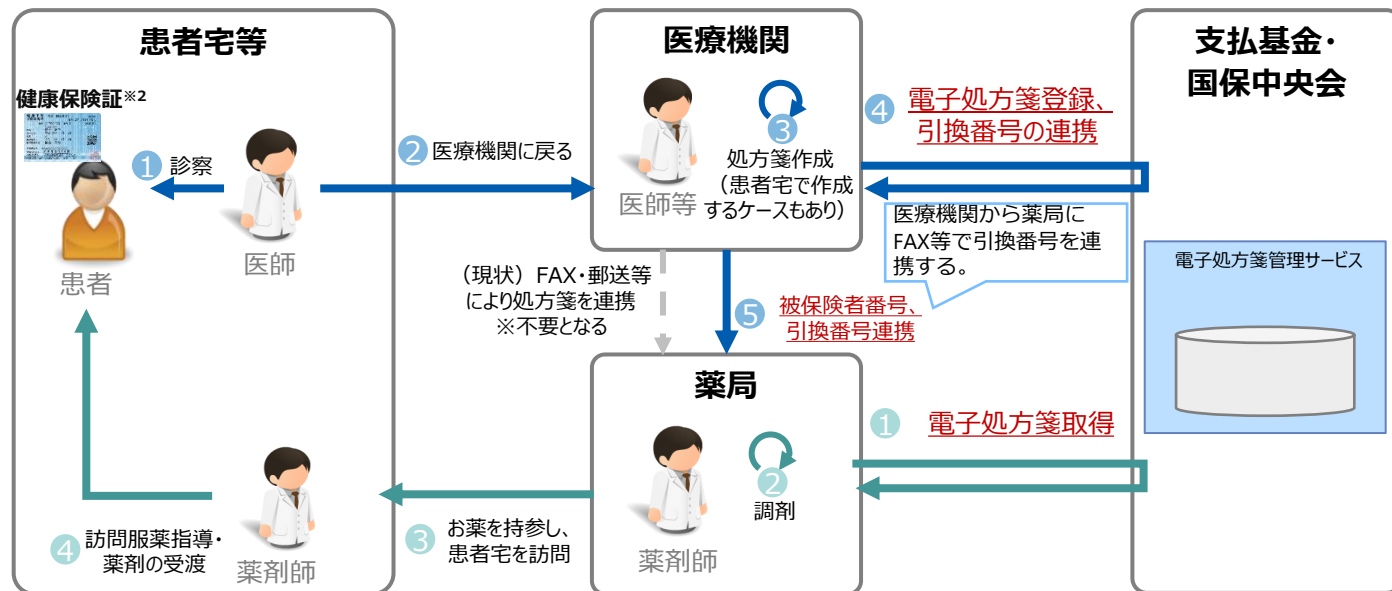 患者宅等
健康保険証※2
1 診察
患者
医師
2 医療機関に戻る
医療機関
3
処方箋作成
（患者宅で作成
するケースもあり）
医師等
4 電子処方箋登録、
引換番号の連携
医療機関から薬局に
FAX等で引換番号を連
携する。
（現状）FAX・郵送等
により処方箋を連携
※不要となる
5 被保険者番号、
引換番号連携
支払基金・
国保中央会
電子処方箋管理サービス
薬局
1 電子処方箋取得
2
調剤
薬剤師
3 お薬を持参し、
患者宅を訪問
4 訪問服薬指導・
薬剤の受渡
薬剤師